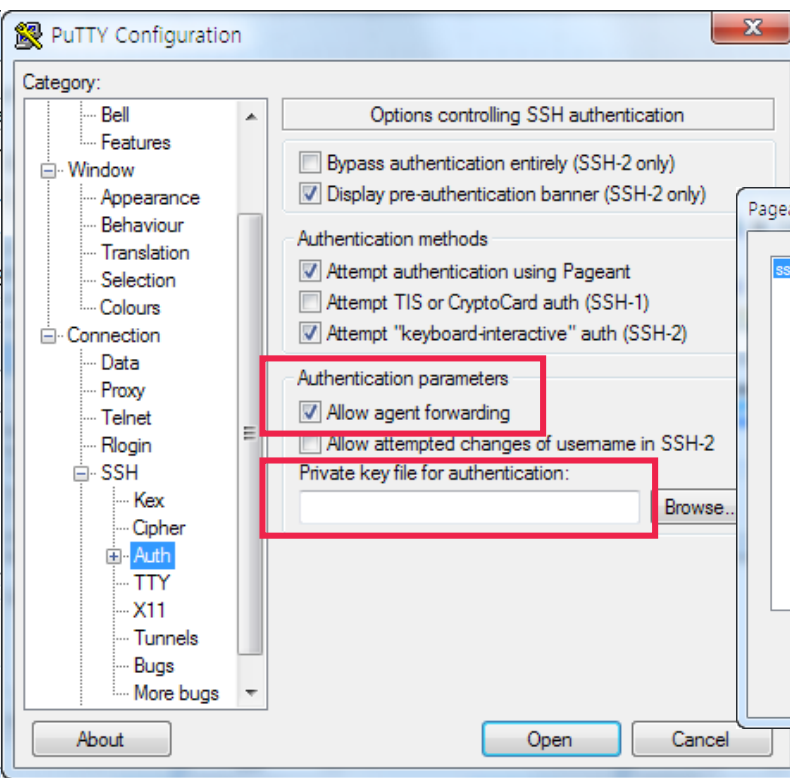 PuTTY Configuration
Category:
Bell
Features
Window
Appearance
Behaviour
Translation
Selection
Colours
Connection
Data
Proxy
Telnet
Rlogin
SSH
Kex
Cipher
Auth
TTY
X11
Tunnels
Bugs
More bugs
Options controlling SSH authentication
Bypass authentication entirely (SSH-2 only)
Display pre-authentication banner (SSH-2 only)
Authentication methods
Attempt authentication using Pageant
Attempt TIS or CryptoCard auth (SSH-1)
Attempt "keyboard-interactive" auth (SSH-2)
Authentication parameters
Allow agent forwarding
Allow attempted changes of username in SSH-2
Private key file for authentication:
Browse...
About
Open
Cancel